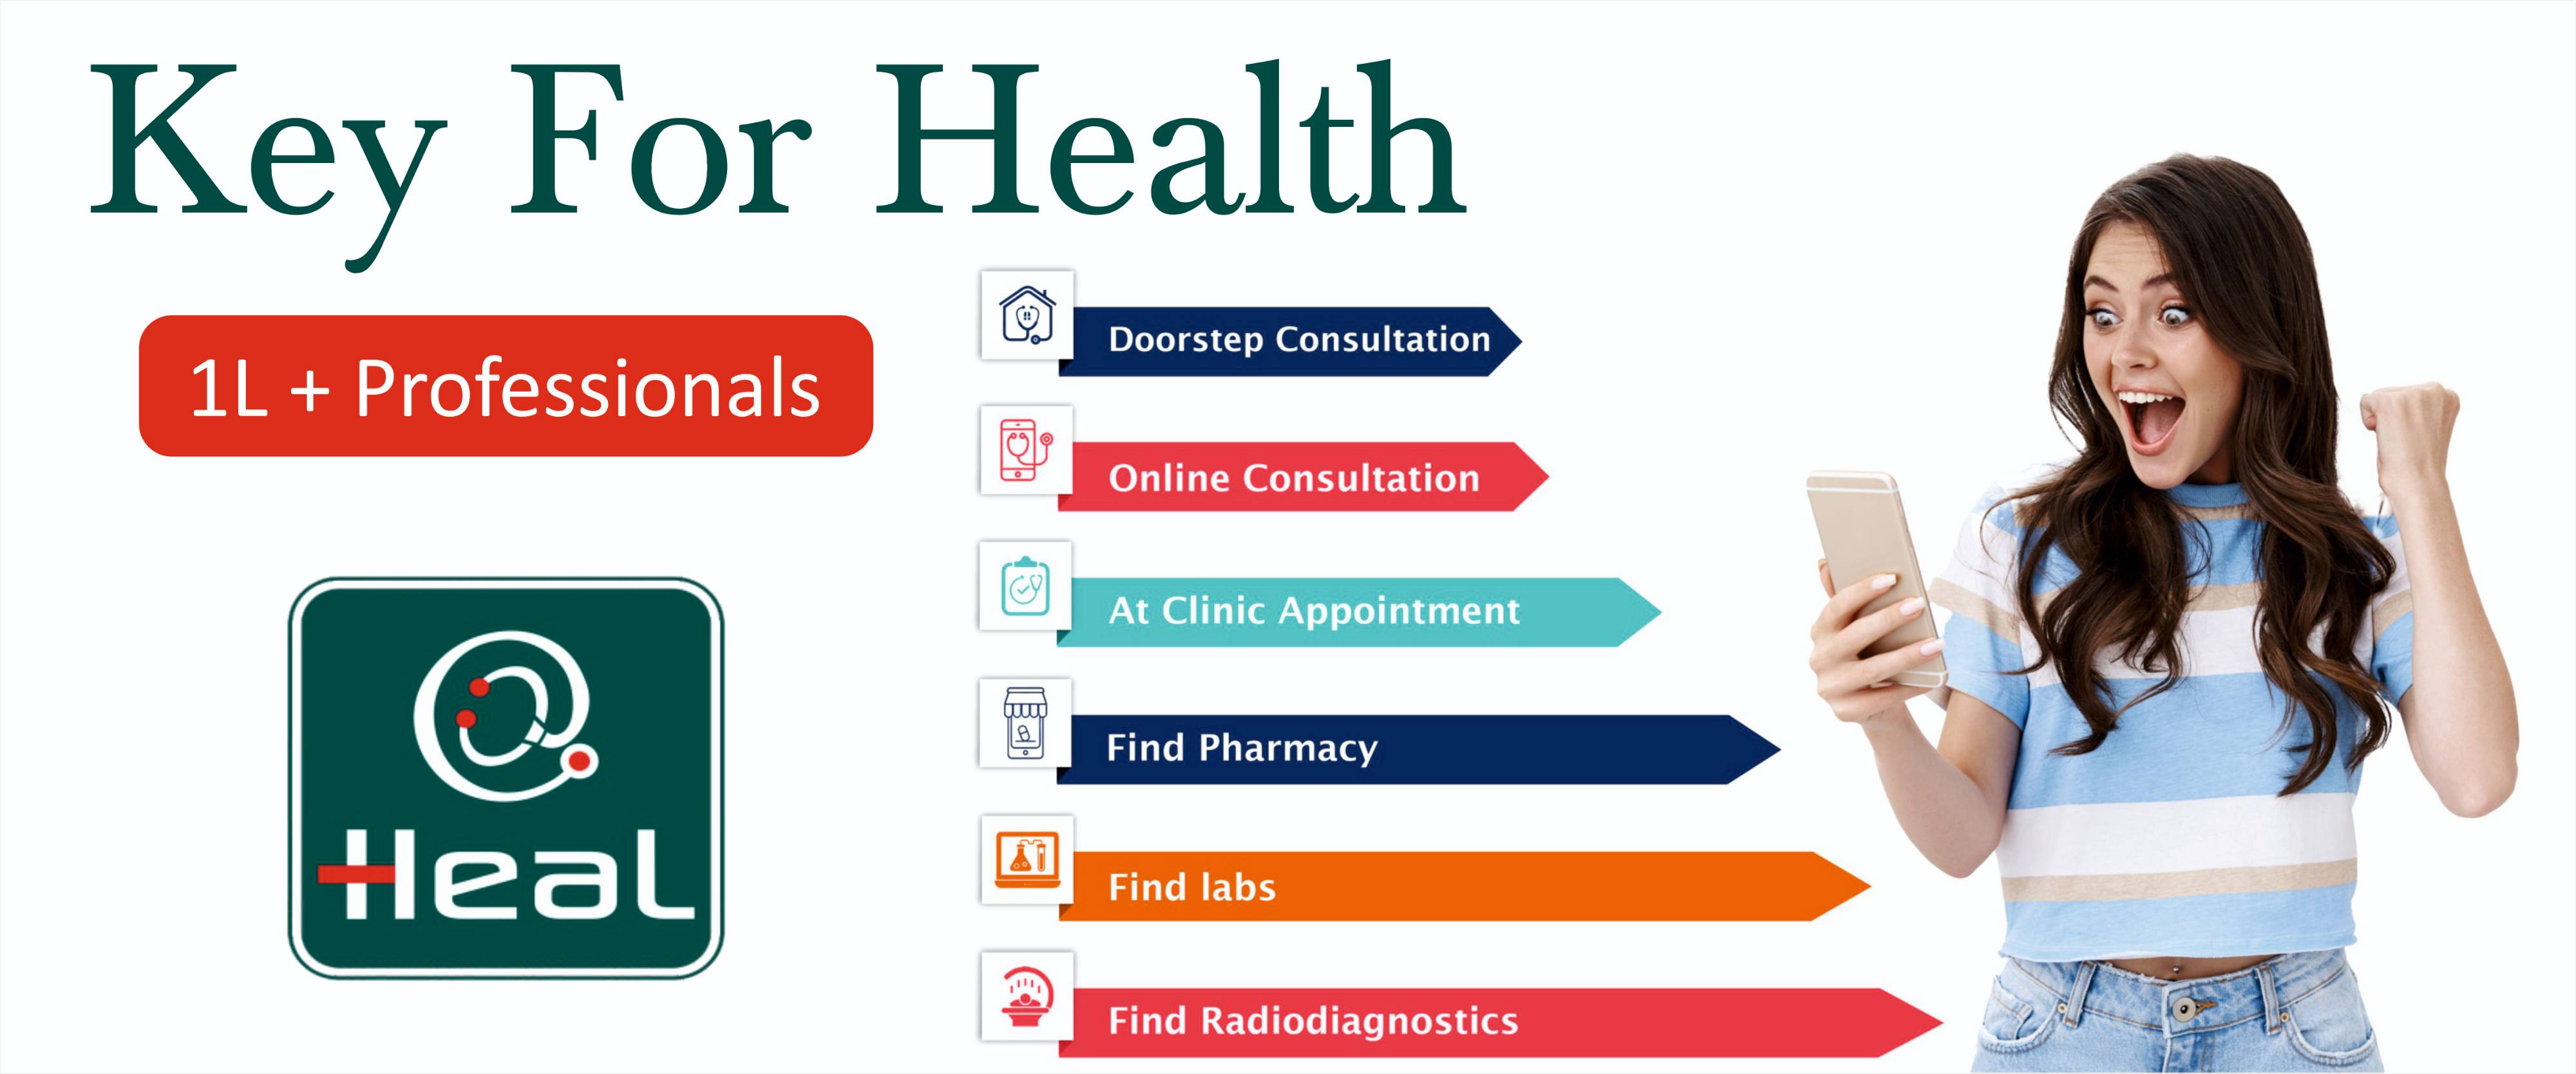 Key For Health
1L + Professionals
Heal
Doorstep Consultation
Online Consultation
At Clinic Appointment
Find Pharmacy
Find labs
Find Radiodiagnostics